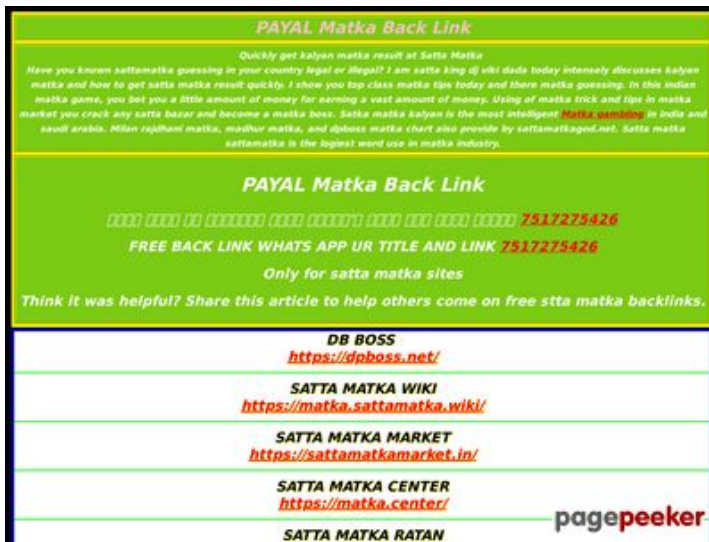 PAYAL Matka Back Link
Quickly get kalyan matka result at Satta Matka
Have you known sattamatka guessing in your country legal or illegal? I am satta king dj viki dada today intensely discusses kalyan
matka and how to get satta matka result quickly. I show you top class matka tips today and there matka guessing. In this indian
matka game, you bet you a little amount of money for earning a vast amount of money. Using of matka trick and tips in matka
market you crack any satta bazar and become a matka boss. Satka matka kalyan is the most intelligent Matka gambling in india and
saudi arabia. Milan rajdhani matka, madhur matka, and dpboss matka chart also provide by sattamatkagod.net. Satta matka
sattamatka is the logiest word use in matka industry.
PAYAL Matka Back Link
7517275426
FREE BACK LINK WHATS APP UR TITLE AND LINK 7517275426
Only for satta matka sites
Think it was helpful? Share this article to help others come on free stta matka backlinks.
DB BOSS
https://dpboss.net/
SATTA MATKA WIKI
https://matka.sattamatka.wiki/
SATTA MATKA MARKET
https://sattamatkamarket.in/
SATTA MATKA CENTER
https://matka.center/
SATTA MATKA RATAN
pagepeeker